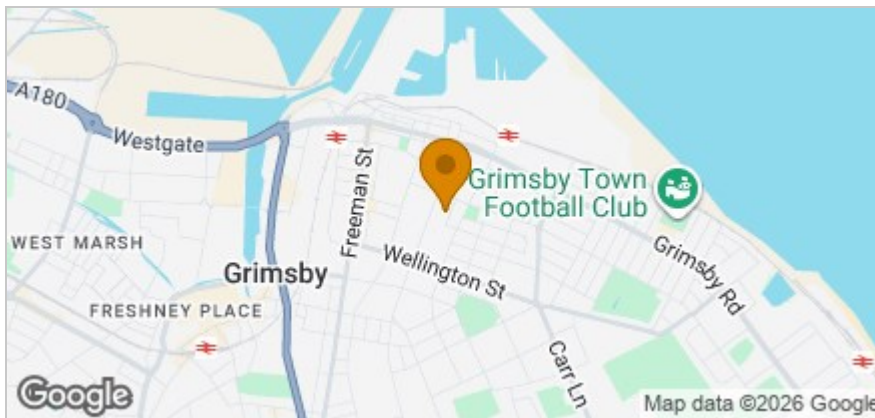 A180
Westgate
Freeman St
Grimsby Town
Football Club
WEST MARSH
Grimsby
Wellington St
Grimsby Rd
FRESHNEY PLACE
Carr Ln
Google
Map data ©2026 Google